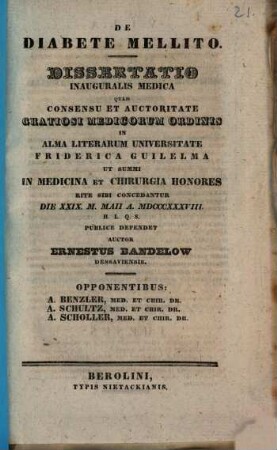 21.
DE
DIABETE MELLITO.
DISSERTATIO
INAUGURALIS MEDICA
QUAM
CONSENSU ET AUCTORITATE
GRATIOSI MEDICORUM ORDINIS
IN
ALMA LITERARUM UNIVERSITATE
FRIDERICA GUILELMA
UT SUMMI
IN MEDICINA ET CHIRURGIA HONORES
RITE SIBI CONCEDANTUR
DIE XXIX. M. MAII A. MDCCCXXXVIII.
H. L. Q. S.
PUBLICE DEFENDET
AUCTOR
ERNESTUS BANDELOW
DESSAVIENSIS.
OPPONENTIBUS:
A. BENZLER, MED. ET CHIR. DR.
A. SCHULTZ, MED. ET CHIR. DR.
A. SCHOLLER, MED. ET CHIR. DR.
BEROLINI,
TYPIS NIETACKIANIS.